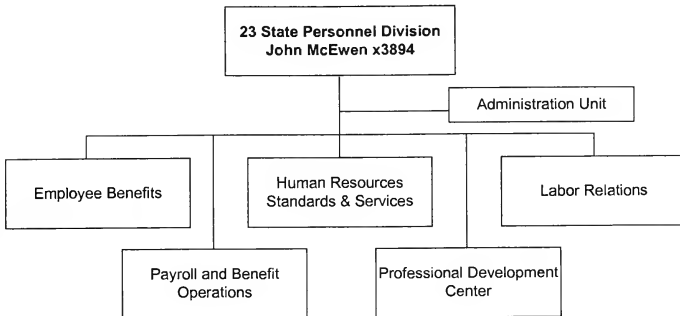 23 State Personnel Division
John McEwen x3894
Administration Unit
Employee Benefits
Human Resources
Standards & Services
Labor Relations
Payroll and Benefit
Operations
Professional Development
Center